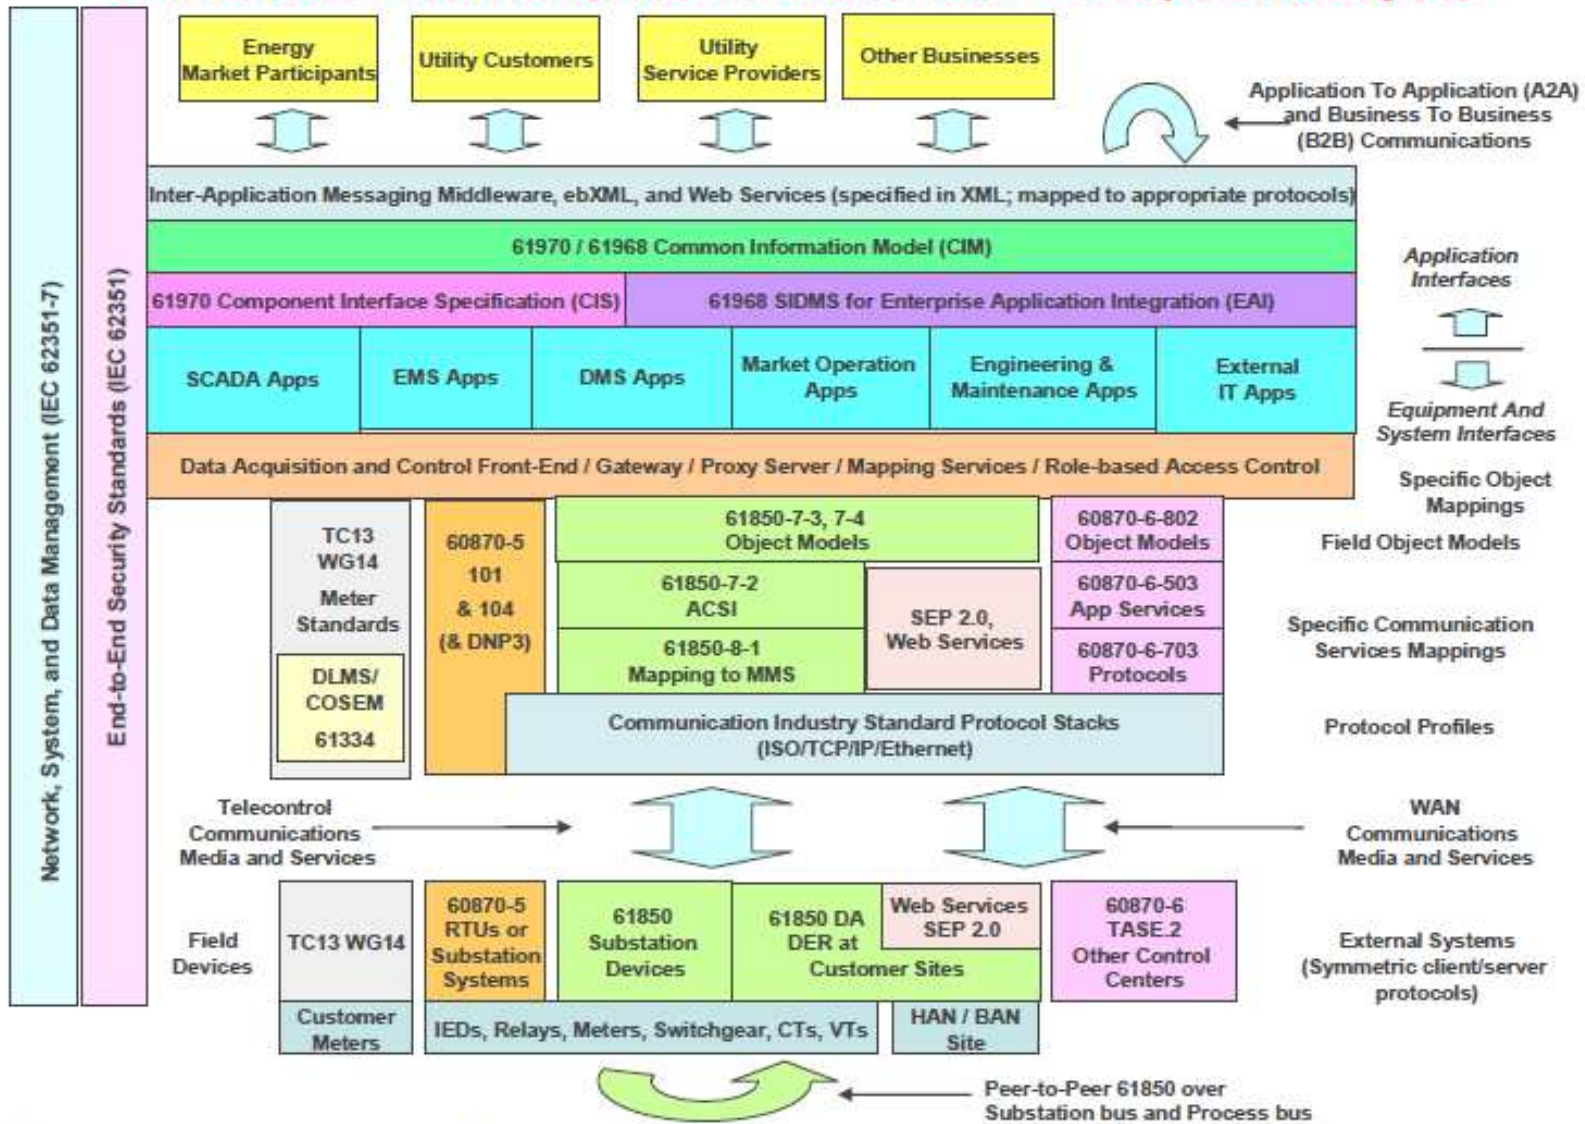 Energy
Market Participants
Utility Customers
Utility
Service Providers
Other Businesses
Application To Application (A2A)
and Business To Business
(B2B) Communications
Inter-Application Messaging Middleware, ebXML, and Web Services (specified in XML; mapped to appropriate protocols)
61970 / 61968 Common Information Model (CIM)
61970 Component Interface Specification (CIS)
61968 SIDMS for Enterprise Application Integration (EAI)
Application
Interfaces
SCADA Apps
EMS Apps
DMS Apps
Market Operation
Apps
Engineering &
Maintenance Apps
External
IT Apps
Equipment And
System Interfaces
Data Acquisition and Control Front-End / Gateway / Proxy Server / Mapping Services / Role-based Access Control
Specific Object
Mappings
Network, System, and Data Management (IEC 62351-7)
End-to-End Security Standards (IEC 62351)
TC13
WG14
Meter
Standards
DLMS/
COSEM
61334
60870-5
101
& 104
(& DNP3)
61850-7-3, 7-4
Object Models
61850-7-2
ACSI
61850-8-1
Mapping to MMS
SEP 2.0,
Web Services
60870-6-802
Object Models
60870-6-503
App Services
60870-6-703
Protocols
Field Object Models
Specific Communication
Services Mappings
Communication Industry Standard Protocol Stacks
(ISO/TCP/IP/Ethernet)
Protocol Profiles
Telecontrol
Communications
Media and Services
WAN
Communications
Media and Services
Field
Devices
TC13 WG14
60870-5
RTUs or
Substation
Systems
61850
Substation
Devices
61850 DA
DER at
Customer Sites
Web Services
SEP 2.0
60870-6
TASE.2
Other Control
Centers
External Systems
(Symmetric client/server
protocols)
Customer
Meters
IEDs, Relays, Meters, Switchgear, CTs, VTs
HAN / BAN
Site
Peer-to-Peer 61850 over
Substation bus and Process bus